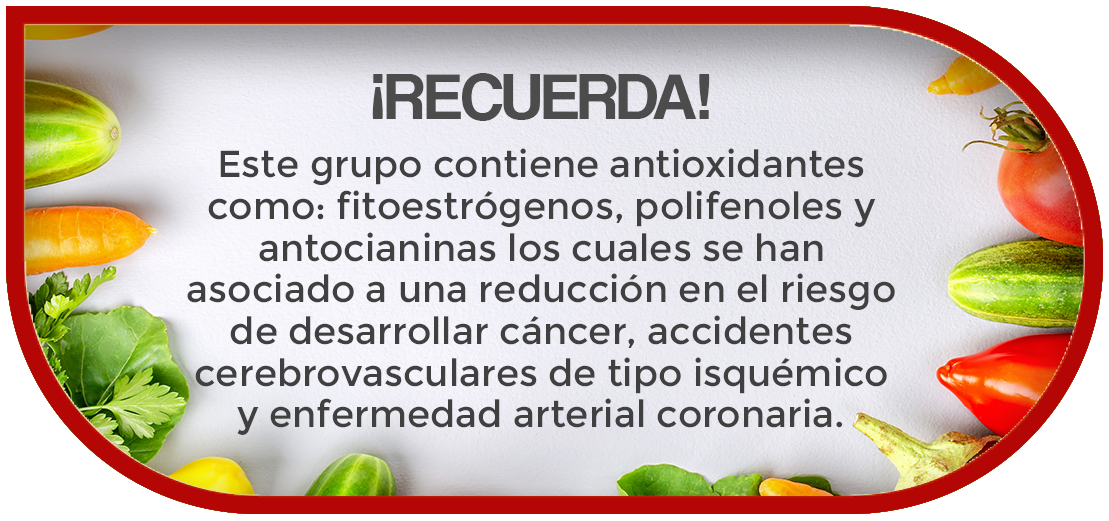 ¡RECUERDA!
Este grupo contiene antioxidantes
como: fitoestrógenos, polifenoles y
antocianinas los cuales se han
asociado a una reducción en el riesgo
de desarrollar cáncer, accidentes
cerebrovasculares de tipo isquémico
y enfermedad arterial coronaria.